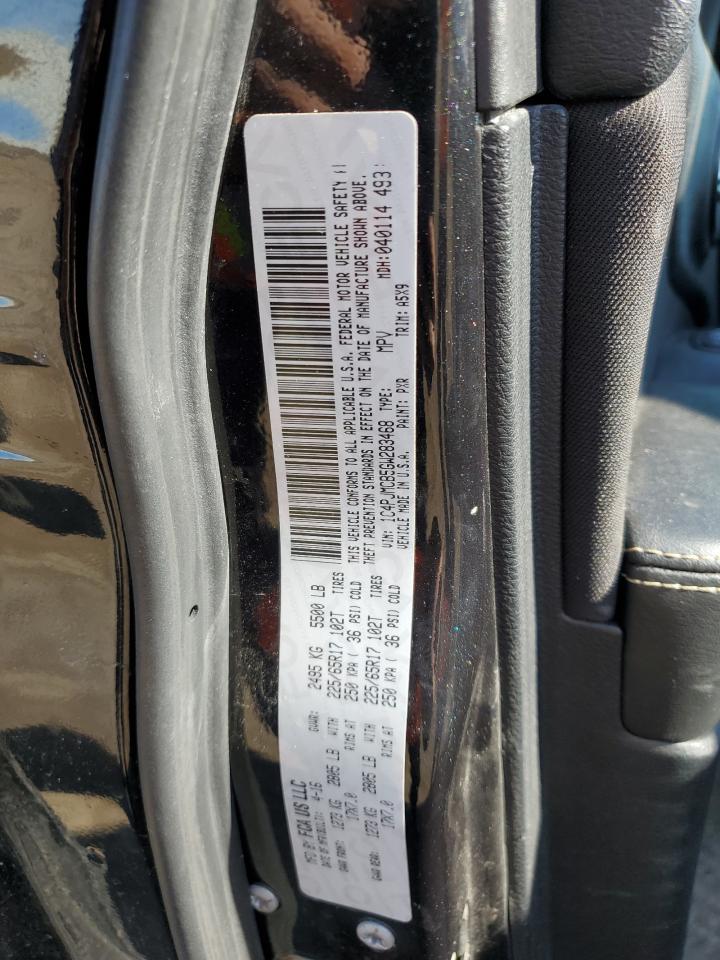 MFD BY: FCA US LLC
DATE OF MFR(BUILT): 4-16 GVWR: 2495 KG 5500 LB
GAWR FRONT: 1273 KG 2805 LB WITH 225/65R17 102T TIRES
17X7.0 RIMS AT 250 KPA ( 36 PSI) COLD
GAWR REAR: 1273 KG 2805 LB WITH 225/65R17 102T TIRES
17X7.0 RIMS AT 250 KPA ( 36 PSI) COLD
THIS VEHICLE CONFORMS TO ALL APPLICABLE U.S.A. FEDERAL MOTOR VEHICLE SAFETY
THEFT PREVENTION STANDARDS IN EFFECT ON THE DATE OF MANUFACTURE SHOWN ABOVE.
VIN: 1C4PJMCB5GW283468 TYPE: MPV MDH: 040114 493
VEHICLE MADE IN U.S.A. PAINT: PXR TRIM: A5X9